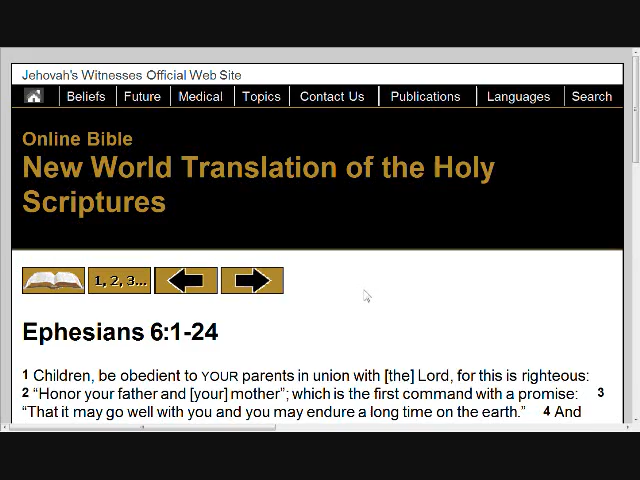 Jehovah's Witnesses Official Web Site
Beliefs Future Medical Topics Contact Us Publications Languages Search
Online Bible
New World Translation of the Holy
Scriptures
1, 2, 3...
Ephesians 6:1-24
1 Children, be obedient to YOUR parents in union with [the] Lord, for this is righteous:
2 “Honor your father and [your] mother”; which is the first command with a promise: 3
“That it may go well with you and you may endure a long time on the earth.” 4 And